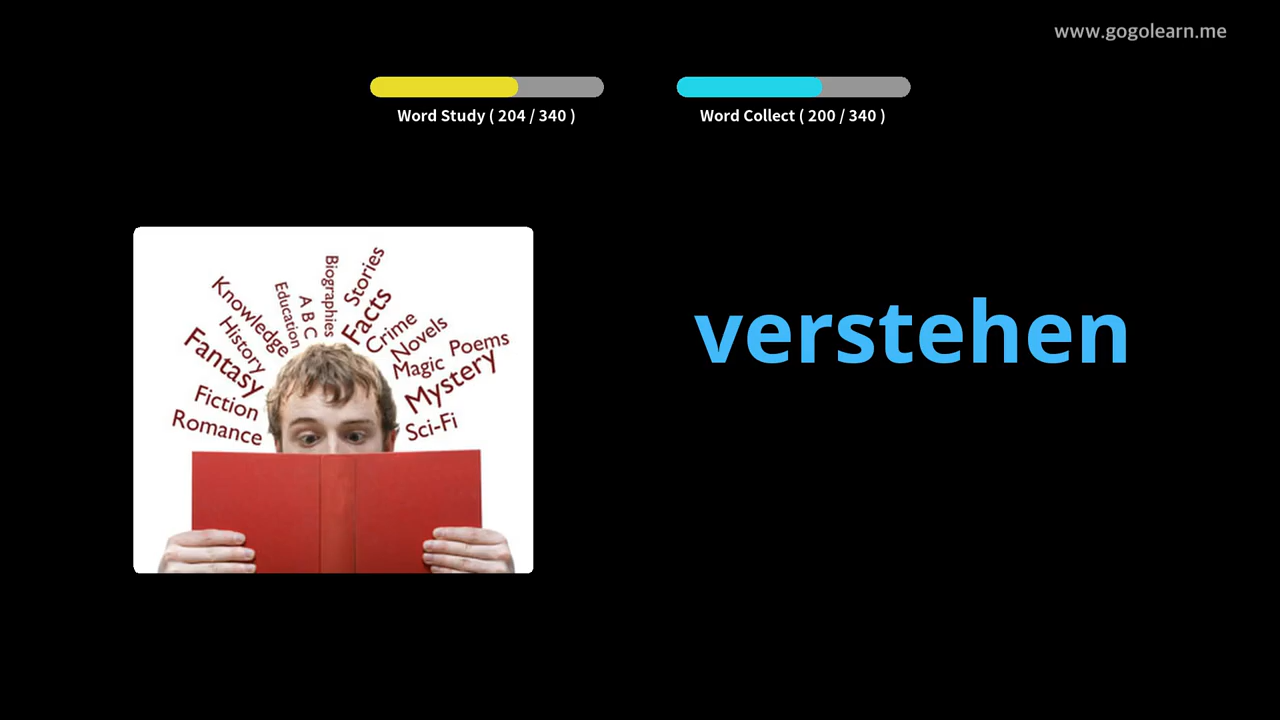 www.gogolearn.me
Word Study ( 204 / 340 )
Word Collect ( 200 / 340 )
Biographies
Stories
Education
A B C
Facts
Knowledge
History
Crime
Novels
Fantasy
Magic
Poems
Mystery
Fiction
Romance
Sci-Fi
verstehen